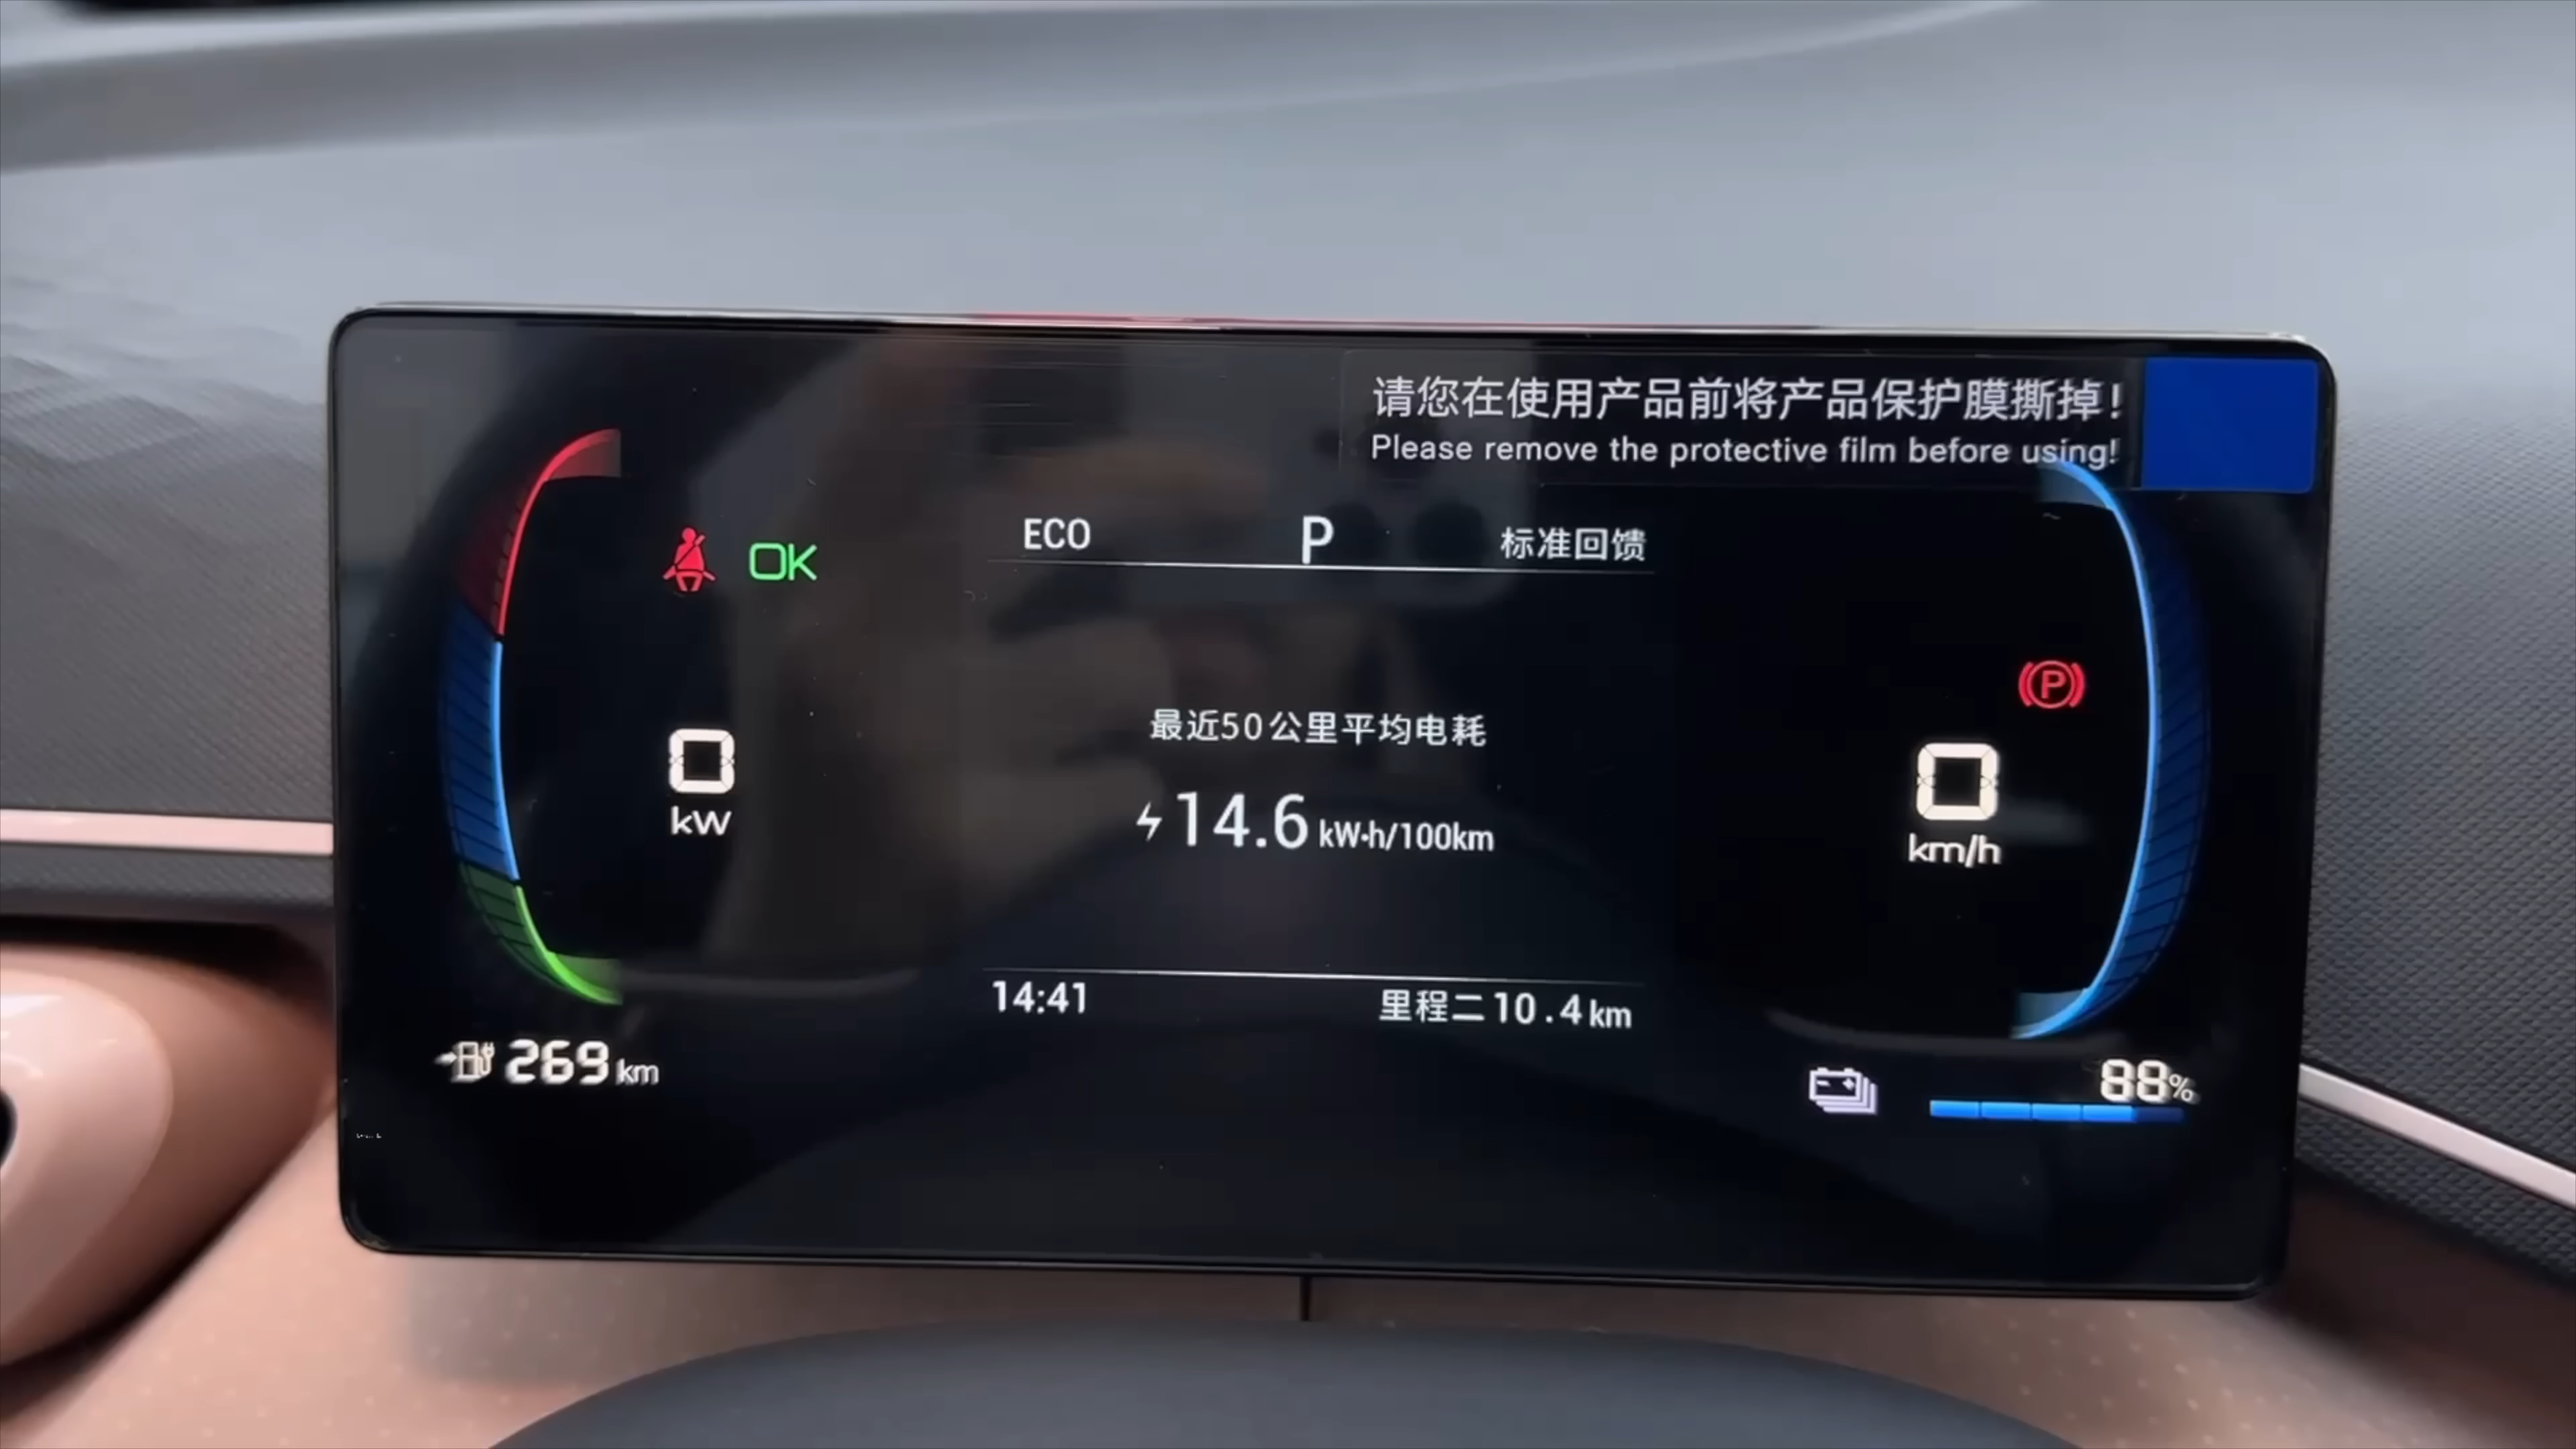 请您在使用产品前将产品保护膜撕掉！
Please remove the protective film before using!
OK
ECO P 标准回馈
P
最近50公里平均电耗
0
kW
14.6 kW·h/100km
0
km/h
14:41 里程二 10.4 km
269 km
88%